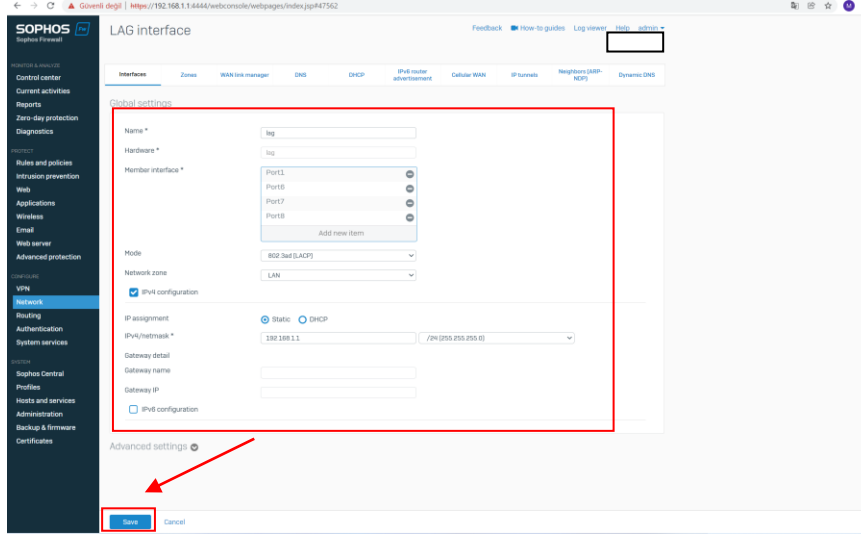 Güvenli değil | https://192.168.1.1:4444/webconsole/webpages/index.jsp#47562
SOPHOS FW
Sophos Firewall
LAG interface
Feedback How-to guides Log viewer Help admin
MONITOR & ANALYZE
Control center
Current activities
Reports
Zero-day protection
Diagnostics
PROTECT
Rules and policies
Intrusion prevention
Web
Applications
Wireless
Email
Web server
Advanced protection
CONFIGURE
VPN
Network
Routing
Authentication
System services
SYSTEM
Sophos Central
Profiles
Hosts and services
Administration
Backup & firmware
Certificates
Interfaces Zones WAN link manager DNS DHCP IPv6 router advertisement Cellular WAN IP tunnels Neighbors (ARP-NDP) Dynamic DNS
Global settings
Name * lag
Hardware * lag
Member interface * Port1
Port6
Port7
Port8
Add new item
Mode 802.3ad (LACP)
Network zone LAN
IPv4 configuration
IP assignment Static DHCP
IPv4/netmask * 192.168.1.1 /24 (255.255.255.0)
Gateway detail
Gateway name
Gateway IP
IPv6 configuration
Advanced settings
Save Cancel
M